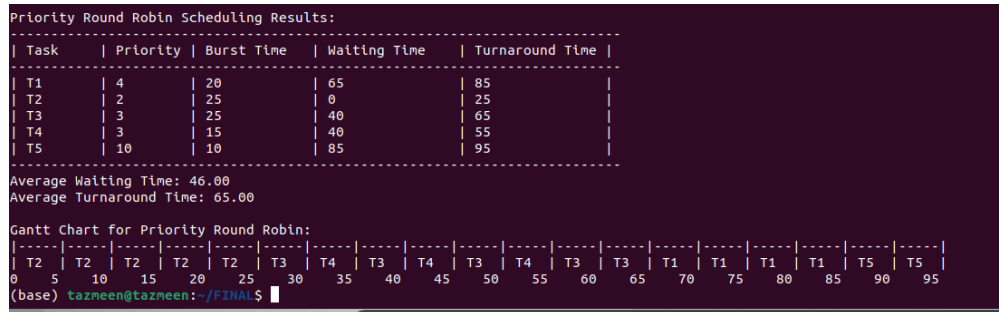 Priority Round Robin Scheduling Results:
---------------------------------------------------------------------------
| Task     | Priority | Burst Time   | Waiting Time    | Turnaround Time |
---------------------------------------------------------------------------
| T1       | 4        | 20           | 65              | 85              |
| T2       | 2        | 25           | 0               | 25              |
| T3       | 3        | 25           | 40              | 65              |
| T4       | 3        | 15           | 40              | 55              |
| T5       | 10       | 10           | 85              | 95              |
---------------------------------------------------------------------------
Average Waiting Time: 46.00
Average Turnaround Time: 65.00
Gantt Chart for Priority Round Robin:
|-----|-----|-----|-----|-----|-----|-----|-----|-----|-----|-----|-----|-----|-----|-----|-----|-----|-----|-----|
| T2  | T2  | T2  | T2  | T2  | T3  | T4  | T3  | T4  | T3  | T4  | T3  | T3  | T1  | T1  | T1  | T1  | T5  | T5  |
0    5    10    15    20    25    30    35    40    45    50    55    60    65    70    75    80    85    90    95
(base) tazmeen@tazmeen:~/FINAL$